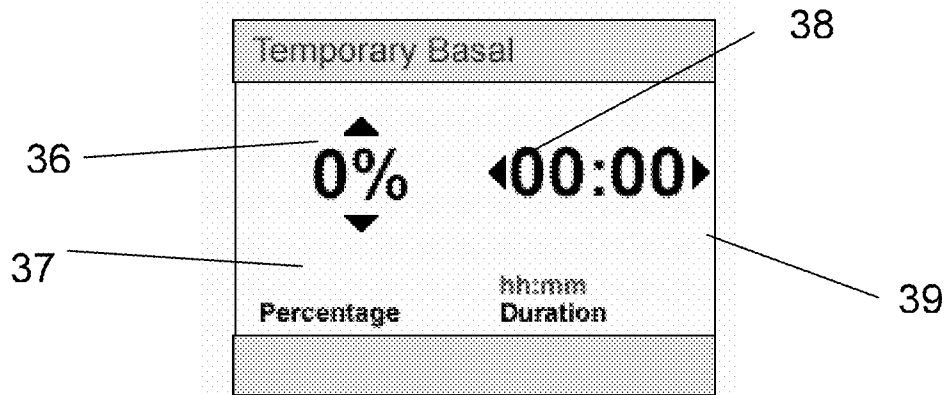 38
Temporary Basal
36
0%
00:00
37
39
hh:mm
Percentage
Duration